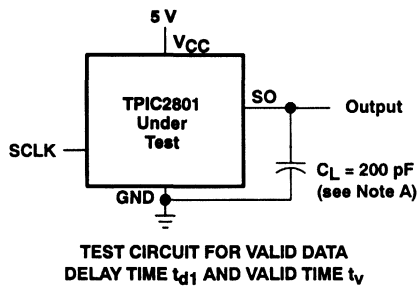 5 V
VCC
TPIC2801
Under
Test
SO
Output
SCLK
CL = 200 pF
(see Note A)
GND
TEST CIRCUIT FOR VALID DATA
DELAY TIME td1 AND VALID TIME tv